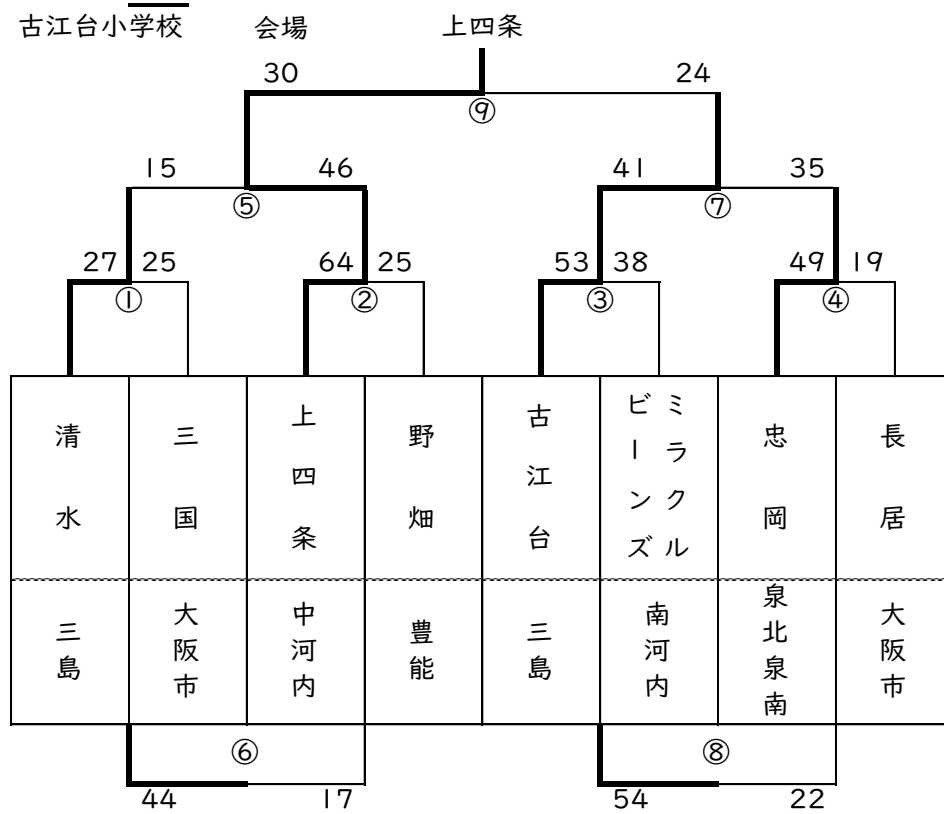 古江台小学校 会場 上四条
30 24
⑨
15 46 41 35
⑤ ⑦
27 25 64 25 53 38 49 19
① ② ③ ④
清水 三国 上四条 野畑 古江台 ミラクルビーンズ 忠岡 長居
三島 大阪市 中河内 豊能 三島 南河内 泉北泉南 大阪市
⑥ ⑧
44 17 54 22